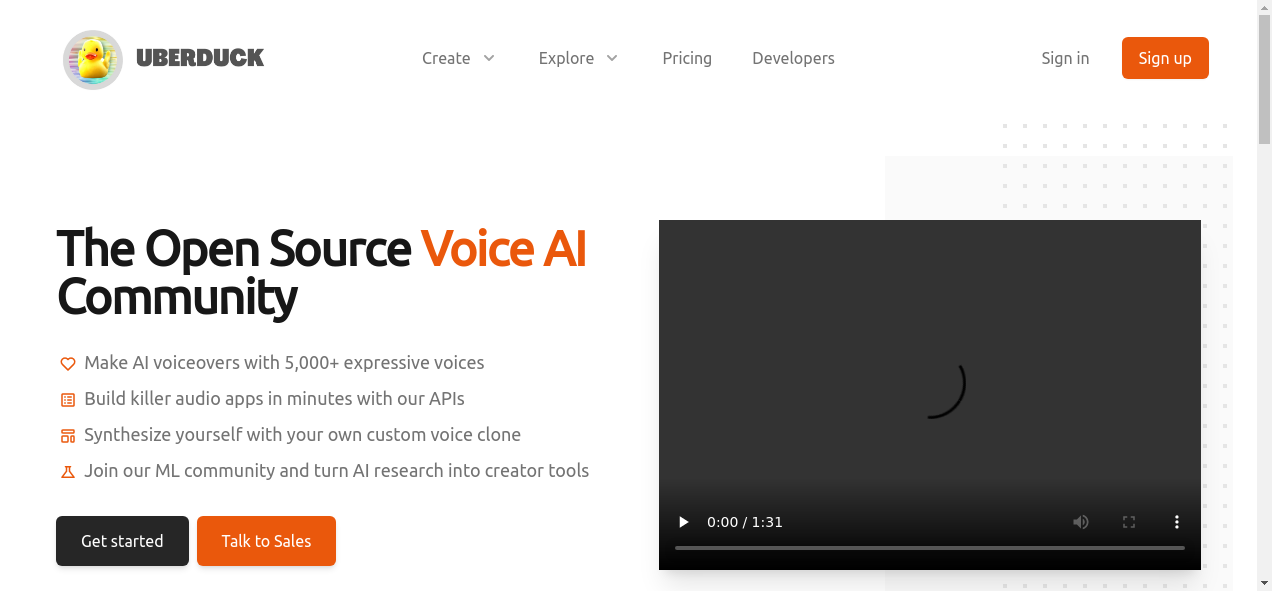 UBERDUCK
Create
Explore
Pricing
Developers
Sign in
Sign up
The Open Source Voice AI
Community
Make AI voiceovers with 5,000+ expressive voices
Build killer audio apps in minutes with our APIs
Synthesize yourself with your own custom voice clone
Join our ML community and turn AI research into creator tools
Get started
Talk to Sales
0:00 / 1:31